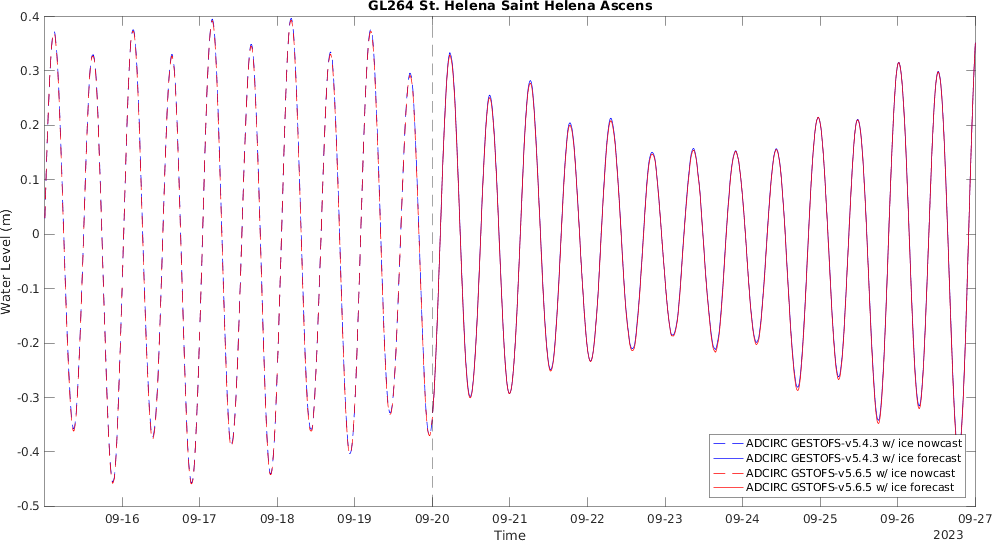 GL264 St. Helena Saint Helena Ascens
0.4
0.3
0.2
0.1
0
-0.1
-0.2
-0.3
-0.4
-0.5
Water Level (m)
ADCIRC GESTOFS-v5.4.3 w/ ice nowcast
ADCIRC GESTOFS-v5.4.3 w/ ice forecast
ADCIRC GSTOFS-v5.6.5 w/ ice nowcast
ADCIRC GSTOFS-v5.6.5 w/ ice forecast
09-16 09-17 09-18 09-19 09-20 09-21 09-22 09-23 09-24 09-25 09-26 09-27
Time
2023